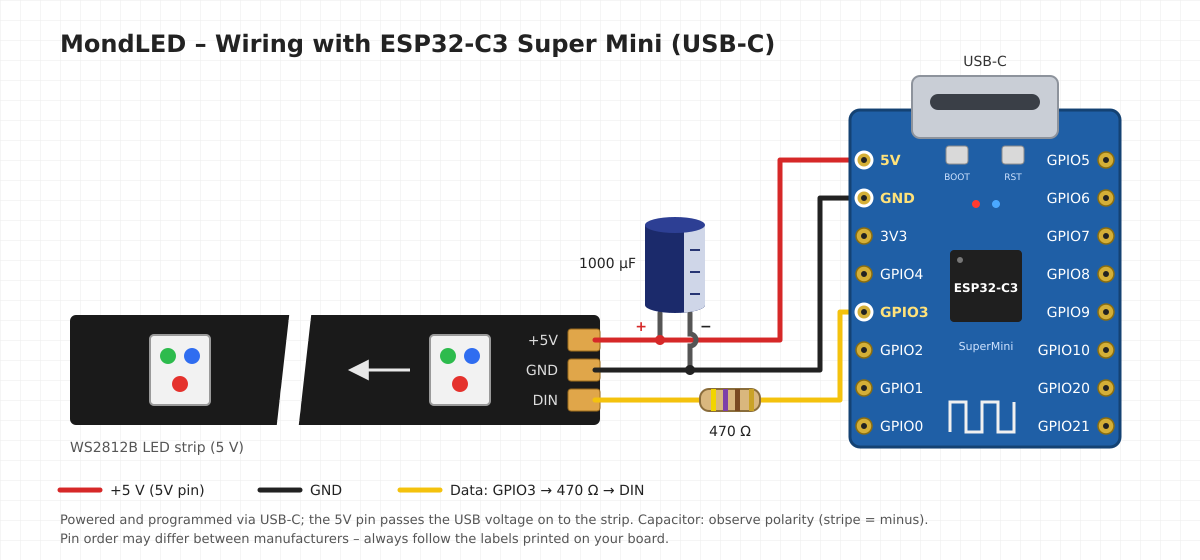 MondLED – Wiring with ESP32-C3 Super Mini (USB-C)
USB-C
5V
BOOT
RST
GPIO5
GND
GPIO6
3V3
GPIO7
GPIO4
GPIO8
ESP32-C3
GPIO3
GPIO9
SuperMini
GPIO2
GPIO10
GPIO1
GPIO20
GPIO0
GPIO21
1000 µF
+
−
+5V
GND
DIN
470 Ω
WS2812B LED strip (5 V)
+5 V (5V pin)
GND
Data: GPIO3 → 470 Ω → DIN
Powered and programmed via USB-C; the 5V pin passes the USB voltage on to the strip. Capacitor: observe polarity (stripe = minus).
Pin order may differ between manufacturers – always follow the labels printed on your board.